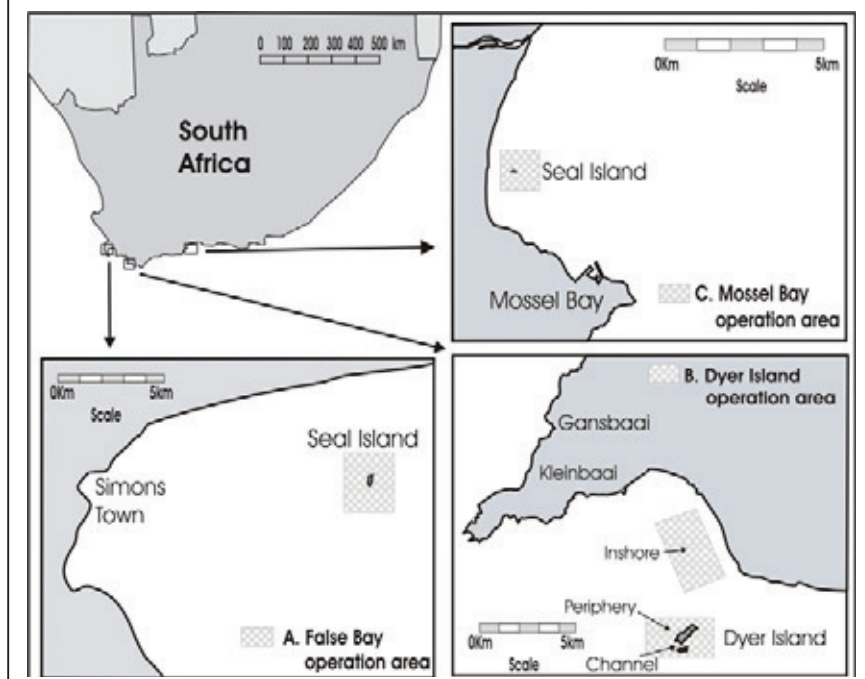 0 100 200 300 400 500 km
South
Africa
0Km 5km
Scale
Seal Island
Mossel Bay
C. Mossel Bay
operation area
0Km 5km
Scale
Seal Island
Simons
Town
A. False Bay
operation area
B. Dyer Island
operation area
Gansbaai
Kleinbaai
Inshore
Periphery
0Km 5km
Dyer Island
Scale
Channel